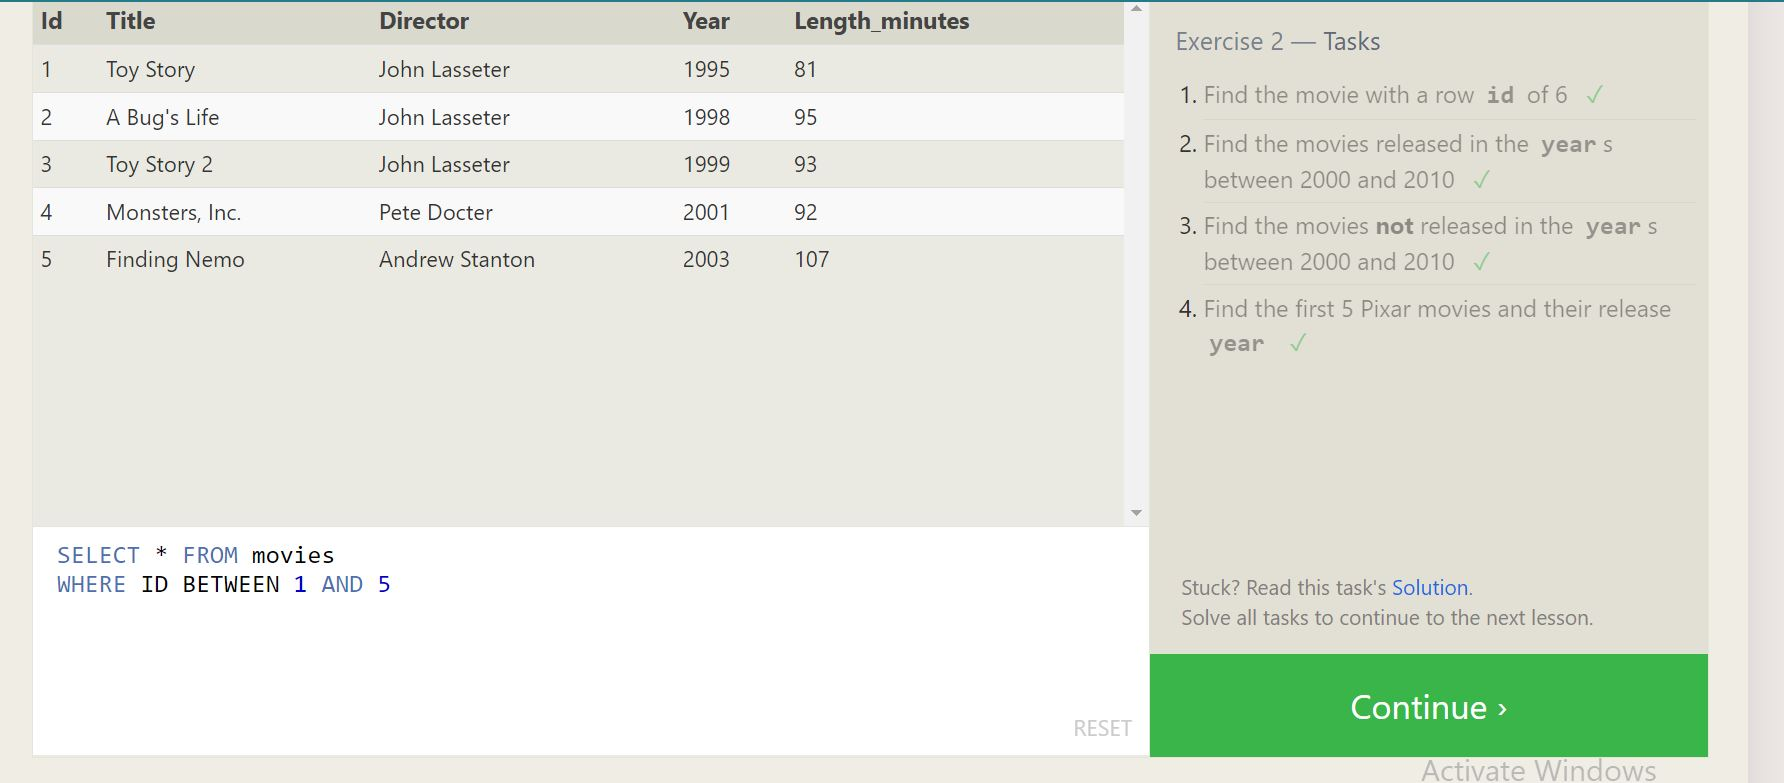 Id Title Director Year Length_minutes
1 Toy Story John Lasseter 1995 81
2 A Bug's Life John Lasseter 1998 95
3 Toy Story 2 John Lasseter 1999 93
4 Monsters, Inc. Pete Docter 2001 92
5 Finding Nemo Andrew Stanton 2003 107
SELECT * FROM movies
WHERE ID BETWEEN 1 AND 5
RESET
Exercise 2 — Tasks
1. Find the movie with a row id of 6 ✓
2. Find the movies released in the year s
between 2000 and 2010 ✓
3. Find the movies not released in the year s
between 2000 and 2010 ✓
4. Find the first 5 Pixar movies and their release
year ✓
Stuck? Read this task's Solution.
Solve all tasks to continue to the next lesson.
Continue ›
Activate Windows